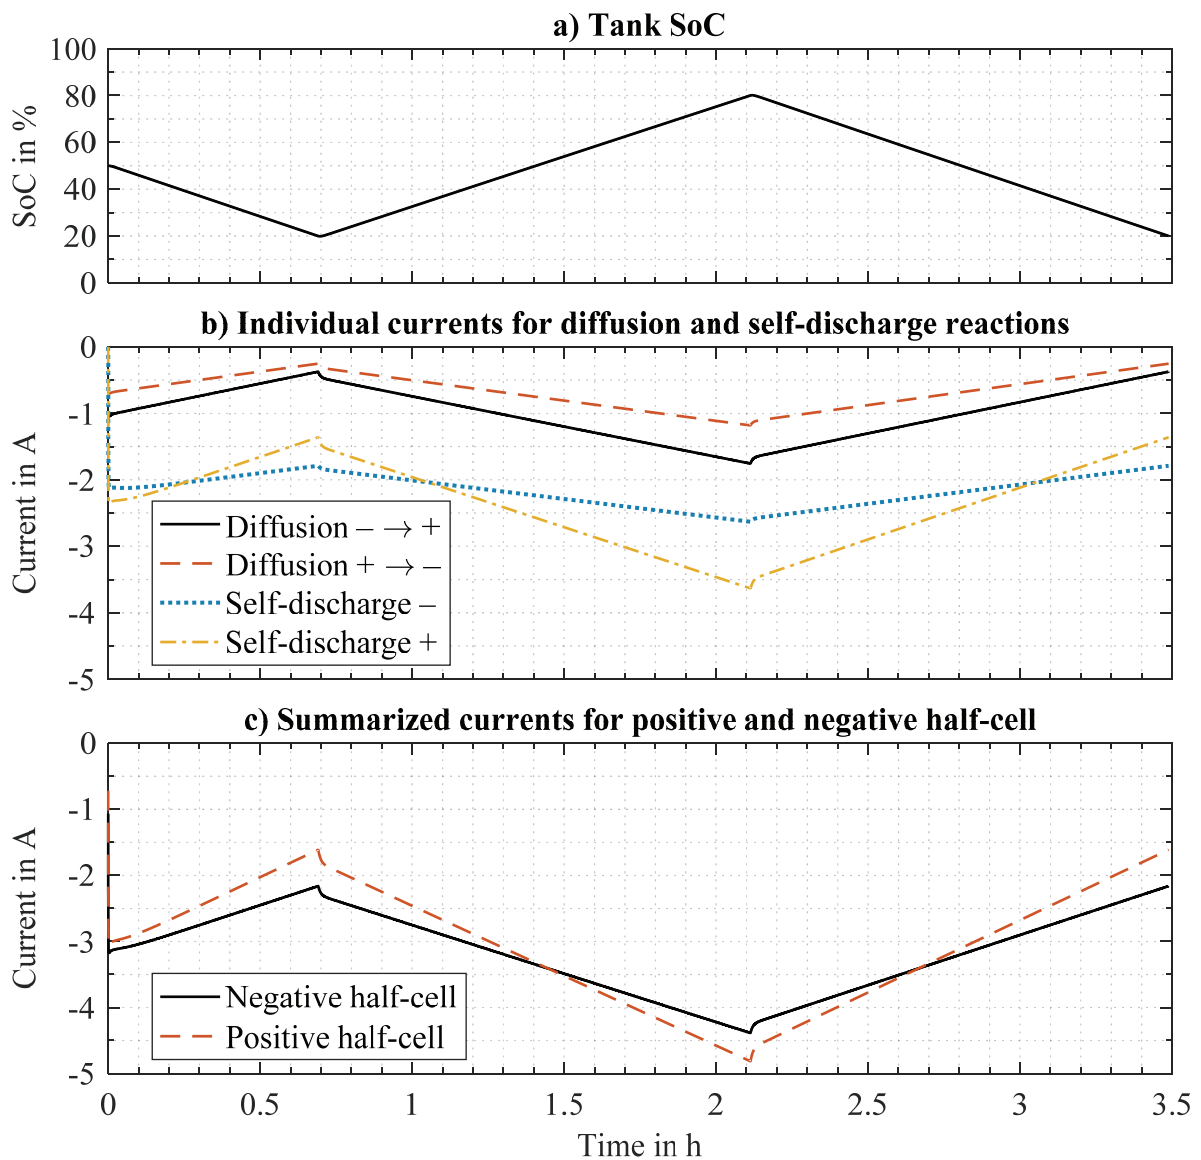 a) Tank SoC
100
80
60
40
20
0
SoC in %
b) Individual currents for diffusion and self-discharge reactions
0
-1
-2
-3
-4
-5
Current in A
Diffusion – → +
Diffusion + → –
Self-discharge –
Self-discharge +
c) Summarized currents for positive and negative half-cell
0
-1
-2
-3
-4
-5
Current in A
Negative half-cell
Positive half-cell
0 0.5 1 1.5 2 2.5 3 3.5
Time in h